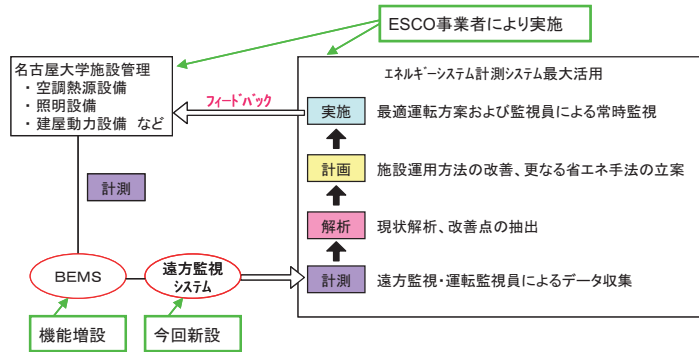 ESCO事業者により実施
名古屋大学施設管理
・空調熱源設備
・照明設備
・建屋動力設備 など
計測
BEMS
遠方監視
システム
機能増設
今回新設
フィードバック
エネルギーシステム計測システム最大活用
実施 最適運転方案および監視員による常時監視
計画 施設運用方法の改善、更なる省エネ手法の立案
解析 現状解析、改善点の抽出
計測 遠方監視・運転監視員によるデータ収集